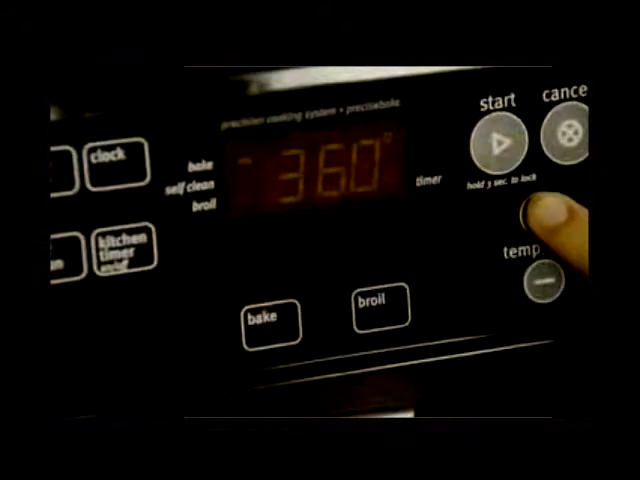 precision cooking system • precisebake
start
cance
clock
bake
self clean
broil
360°
timer
hold 3 sec. to lock
kitchen
timer
on/off
temp.
bake
broil